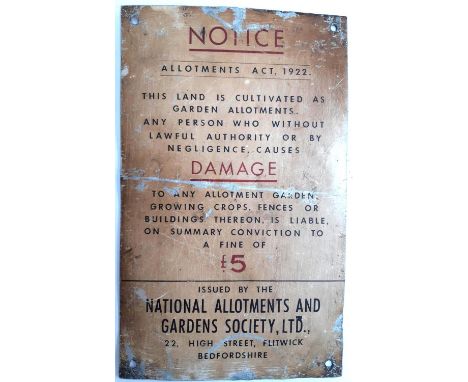 NOTICE
ALLOTMENTS ACT, 1922.
THIS LAND IS CULTIVATED AS
GARDEN ALLOTMENTS.
ANY PERSON WHO WITHOUT
LAWFUL AUTHORITY OR BY
NEGLIGENCE, CAUSES
DAMAGE
TO ANY ALLOTMENT GARDEN,
GROWING CROPS, FENCES OR
BUILDINGS THEREON, IS LIABLE,
ON SUMMARY CONVICTION TO
A FINE OF
£5
ISSUED BY THE
NATIONAL ALLOTMENTS AND
GARDENS SOCIETY, LTD.,
22, HIGH STREET, FLITWICK
BEDFORDSHIRE